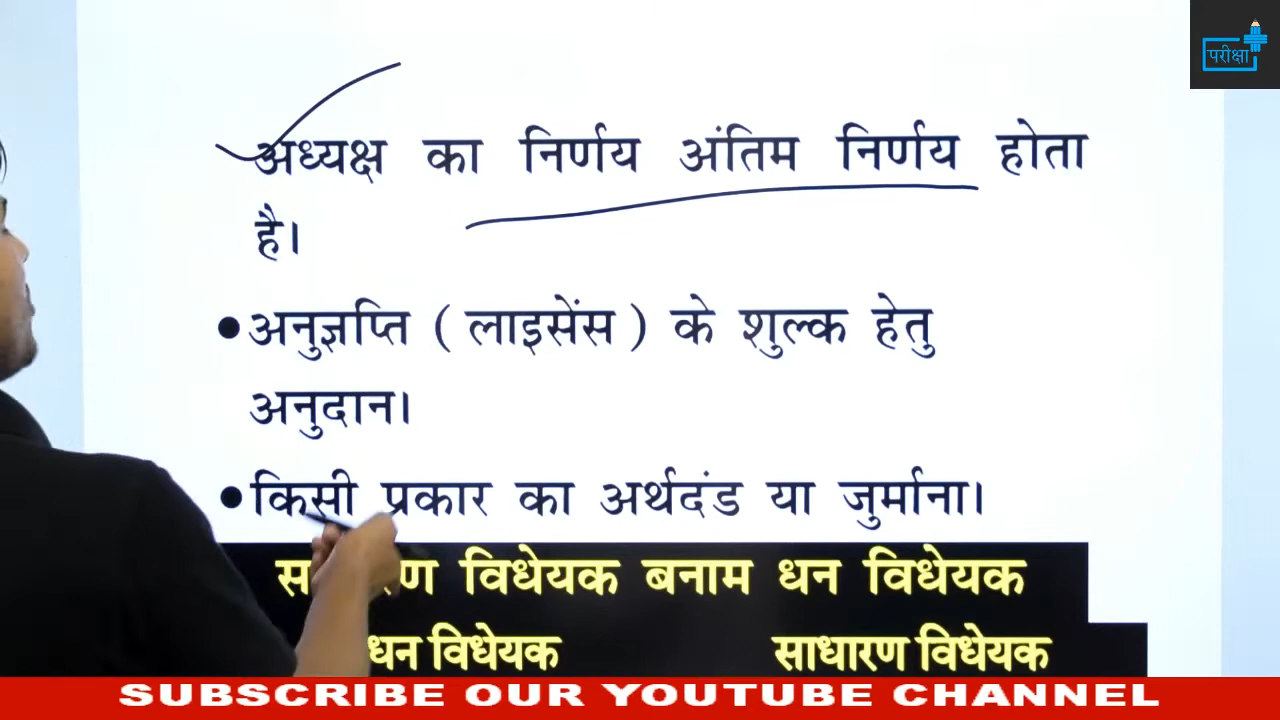 परीक्षा
अध्यक्ष का निर्णय अंतिम निर्णय होता
है।
•अनुज्ञप्ति (लाइसेंस) के शुल्क हेतु
अनुदान।
•किसी प्रकार का अर्थदंड या जुर्माना।
विधेयक बनाम धन विधेयक
धन विधेयक साधारण विधेयक
SUBSCRIBE OUR YOUTUBE CHANNEL